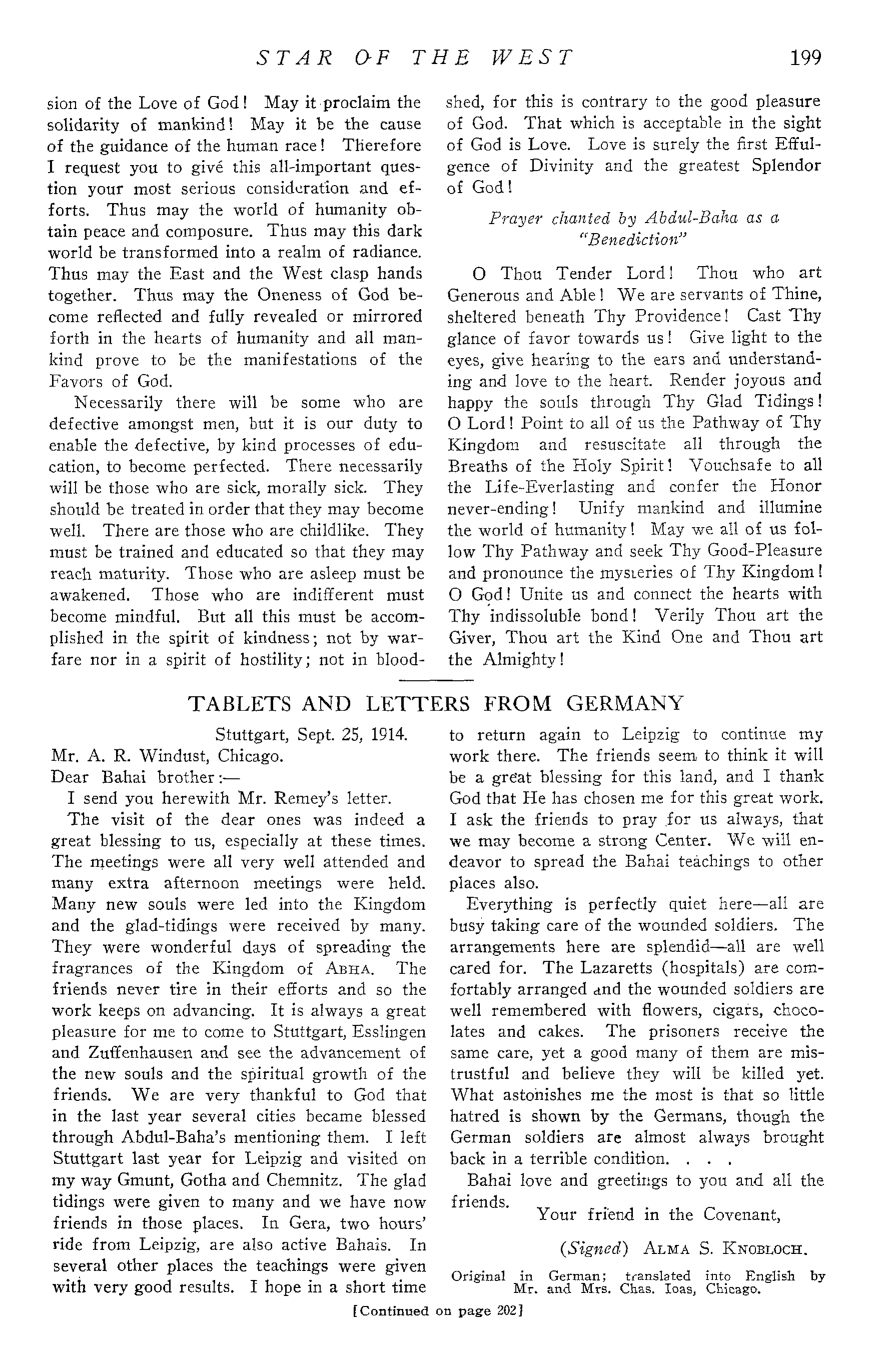 STAR OF THE WEST 199
sion of the Love of God! May it proclaim the
solidarity of mankind! May it be the cause
of the guidance of the human race! Therefore
I request you to givé this all-important ques-
tion your most serious consideration and ef-
forts. Thus may the world of humanity ob-
tain peace and composure. Thus may this dark
world be transformed into a realm of radiance.
Thus may the East and the West clasp hands
together. Thus may the Oneness of God be-
come reflected and fully revealed or mirrored
forth in the hearts of humanity and all man-
kind prove to be the manifestations of the
Favors of God.
Necessarily there will be some who are
defective amongst men, but it is our duty to
enable the defective, by kind processes of edu-
cation, to become perfected. There necessarily
will be those who are sick, morally sick. They
should be treated in order that they may become
well. There are those who are childlike. They
must be trained and educated so that they may
reach maturity. Those who are asleep must be
awakened. Those who are indifferent must
become mindful. But all this must be accom-
plished in the spirit of kindness; not by war-
fare nor in a spirit of hostility; not in blood-
shed, for this is contrary to the good pleasure
of God. That which is acceptable in the sight
of God is Love. Love is surely the first Efful-
gence of Divinity and the greatest Splendor
of God!
Prayer chanted by Abdul-Baha as a
"Benediction"
O Thou Tender Lord! Thou who art
Generous and Able! We are servants of Thine,
sheltered beneath Thy Providence! Cast Thy
glance of favor towards us! Give light to the
eyes, give hearing to the ears and understand-
ing and love to the heart. Render joyous and
happy the souls through Thy Glad Tidings!
O Lord! Point to all of us the Pathway of Thy
Kingdom and resuscitate all through the
Breaths of the Holy Spirit! Vouchsafe to all
the Life-Everlasting and confer the Honor
never-ending! Unify mankind and illumine
the world of humanity! May we all of us fol-
low Thy Pathway and seek Thy Good-Pleasure
and pronounce the mysteries of Thy Kingdom!
O God! Unite us and connect the hearts with
Thy indissoluble bond! Verily Thou art the
Giver, Thou art the Kind One and Thou art
the Almighty!
TABLETS AND LETTERS FROM GERMANY
Stuttgart, Sept. 25, 1914.
Mr. A. R. Windust, Chicago.
Dear Bahai brother:—
I send you herewith Mr. Remey's letter.
The visit of the dear ones was indeed a
great blessing to us, especially at these times.
The meetings were all very well attended and
many extra afternoon meetings were held.
Many new souls were led into the Kingdom
and the glad-tidings were received by many.
They were wonderful days of spreading the
fragrances of the Kingdom of ABHA. The
friends never tire in their efforts and so the
work keeps on advancing. It is always a great
pleasure for me to come to Stuttgart, Esslingen
and Zuffenhausen and see the advancement of
the new souls and the spiritual growth of the
friends. We are very thankful to God that
in the last year several cities became blessed
through Abdul-Baha's mentioning them. I left
Stuttgart last year for Leipzig and visited on
my way Gmunt, Gotha and Chemnitz. The glad
tidings were given to many and we have now
friends in those places. In Gera, two hours'
ride from Leipzig, are also active Bahais. In
several other places the teachings were given
with very good results. I hope in a short time
to return again to Leipzig to continue my
work there. The friends seem to think it will
be a great blessing for this land, and I thank
God that He has chosen me for this great work.
I ask the friends to pray for us always, that
we may become a strong Center. We will en-
deavor to spread the Bahai teachings to other
places also.
Everything is perfectly quiet here—all are
busy taking care of the wounded soldiers. The
arrangements here are splendid—all are well
cared for. The Lazaretts (hospitals) are com-
fortably arranged and the wounded soldiers are
well remembered with flowers, cigars, choco-
lates and cakes. The prisoners receive the
same care, yet a good many of them are mis-
trustful and believe they will be killed yet.
What astonishes me the most is that so little
hatred is shown by the Germans, though the
German soldiers are almost always brought
back in a terrible condition. . . .
Bahai love and greetings to you and all the
friends.
Your friend in the Covenant,
(Signed) ALMA S. KNOBLOCH.
Original in German; translated into English by
Mr. and Mrs. Chas. Ioas, Chicago.
[Continued on page 202]